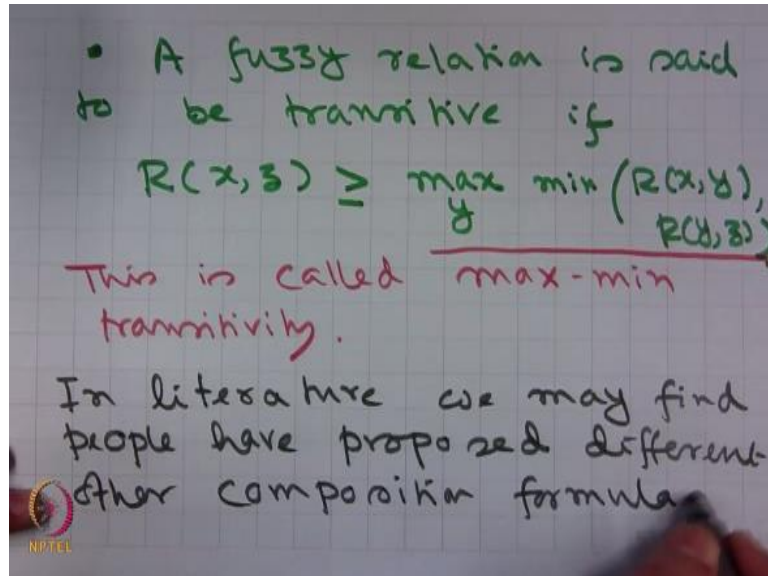 • A fuzzy relation is said
to be transitive if
R(x, z) ≥ max min (R(x, y),
y R(y, z)
This is called max-min
transitivity.
In literature we may find
people have proposed different
other composition formula
NPTEL